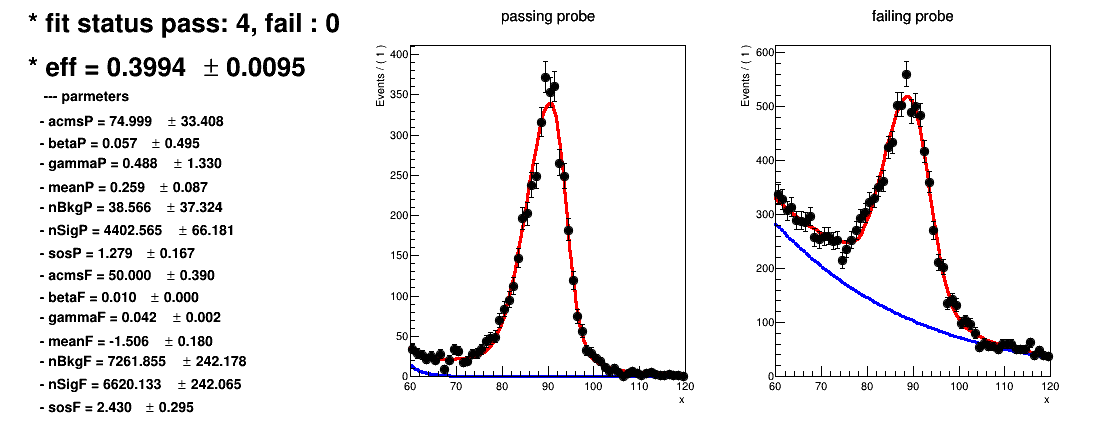 * fit status pass: 4, fail : 0
* eff = 0.3994 ± 0.0095
--- parmeters
- acmsP = 74.999 ± 33.408
- betaP = 0.057 ± 0.495
- gammaP = 0.488 ± 1.330
- meanP = 0.259 ± 0.087
- nBkgP = 38.566 ± 37.324
- nSigP = 4402.565 ± 66.181
- sosP = 1.279 ± 0.167
- acmsF = 50.000 ± 0.390
- betaF = 0.010 ± 0.000
- gammaF = 0.042 ± 0.002
- meanF = -1.506 ± 0.180
- nBkgF = 7261.855 ± 242.178
- nSigF = 6620.133 ± 242.065
- sosF = 2.430 ± 0.295
passing probe
Events / ( 1 )
400
350
300
250
200
150
100
50
0
60 70 80 90 100 110 120
x
failing probe
Events / ( 1 )
600
500
400
300
200
100
0
60 70 80 90 100 110 120
x